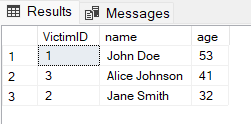 Results Messages
VictimID name age
1 1 John Doe 53
2 3 Alice Johnson 41
3 2 Jane Smith 32